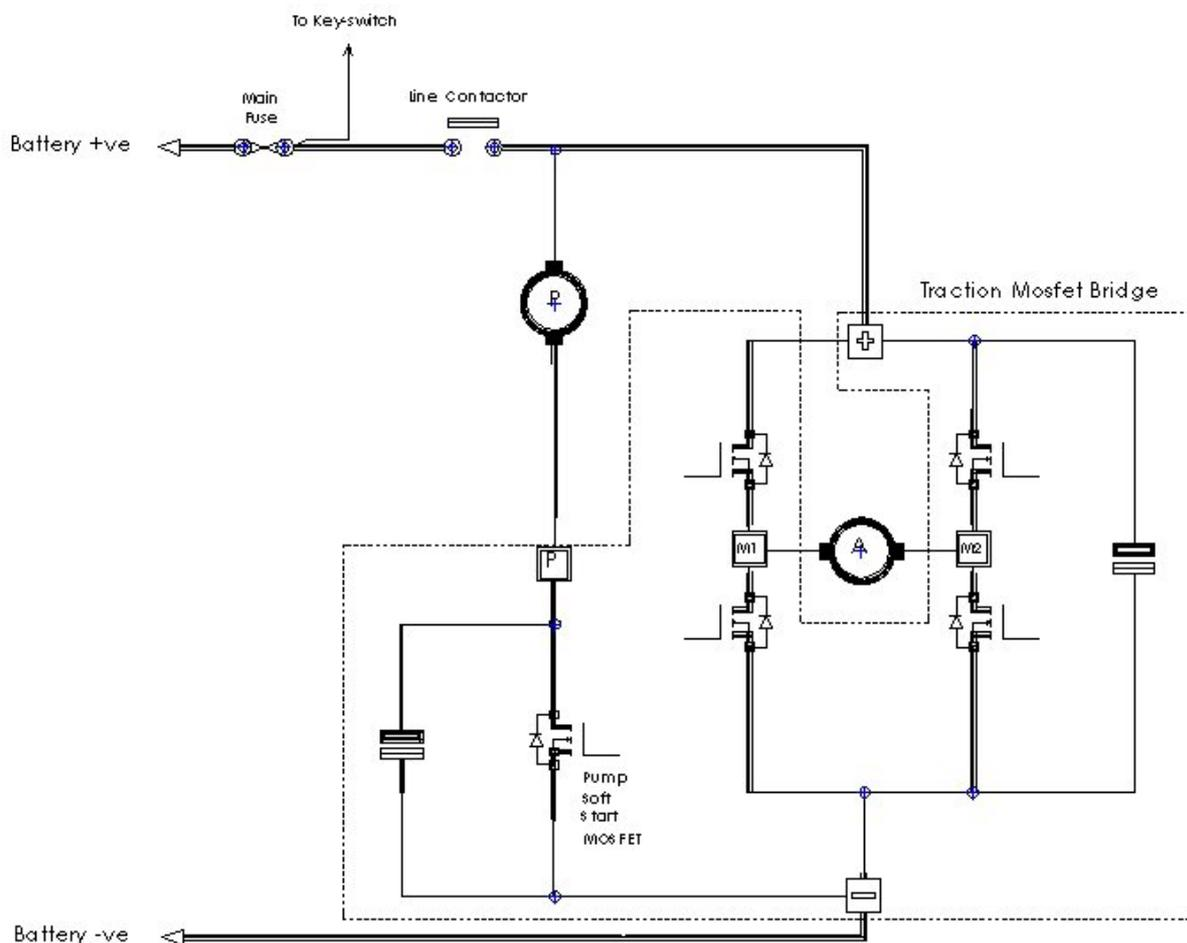 To Key-switch
Main
Fuse
Line Contactor
Battery +ve
P
Traction Mosfet Bridge
M1
A
M2
P
Pump
Soft
Start
MOSFET
Battery -ve